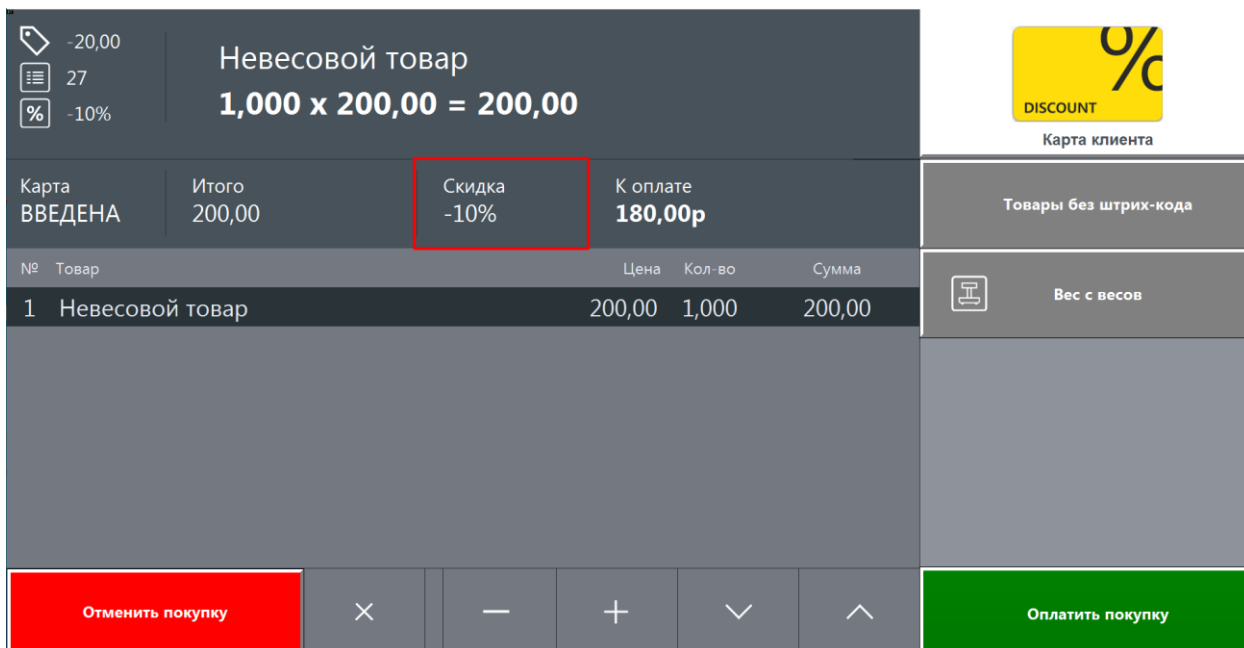 -20,00
27
% -10%
Невесовой товар
1,000 x 200,00 = 200,00
%
DISCOUNT
Карта клиента
Карта Итого Скидка К оплате
ВВЕДЕНА 200,00 -10% 180,00р
Товары без штрих-кода
№ Товар Цена Кол-во Сумма
1 Невесовой товар 200,00 1,000 200,00
Вес с весов
Отменить покупку
Оплатить покупку